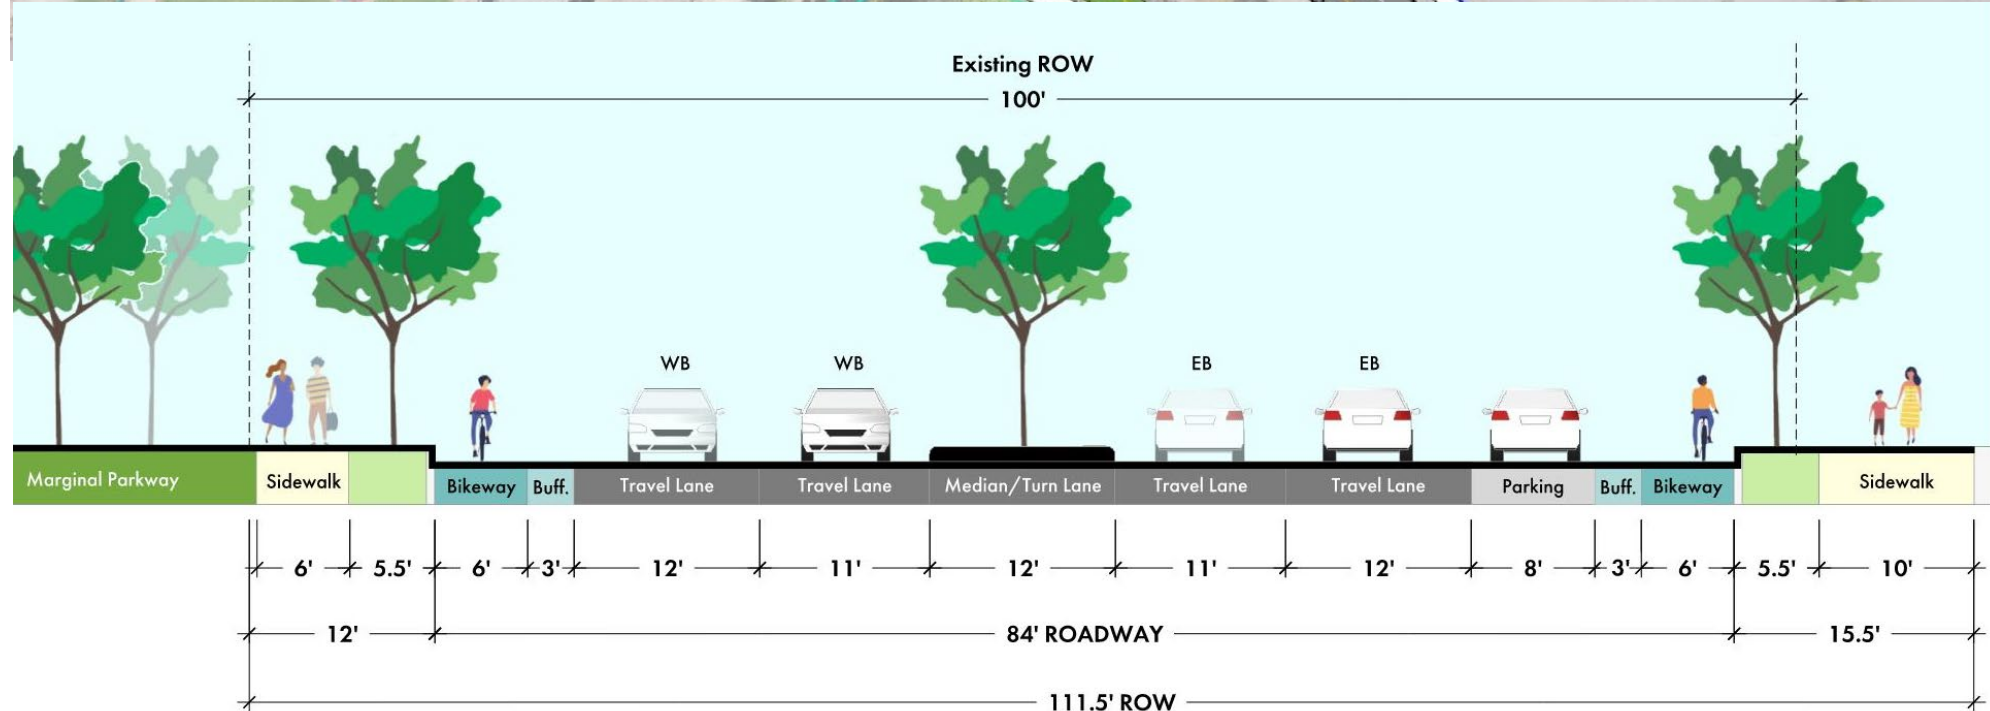 Existing ROW
100'
WB WB EB EB
Marginal Parkway Sidewalk Bikeway Buff. Travel Lane Travel Lane Median/Turn Lane Travel Lane Travel Lane Parking Buff. Bikeway Sidewalk
6' 5.5' 6' 3' 12' 11' 12' 11' 12' 8' 3' 6' 5.5' 10'
12' 84' ROADWAY 15.5'
111.5' ROW